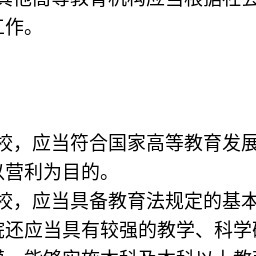 其他高等教育机构应当根据社会
工作。
校，应当符合国家高等教育发展
以营利为目的。
校，应当具备教育法规定的基本
院还应当具有较强的教学、科学研
模，能够实施本科及本科以上教育